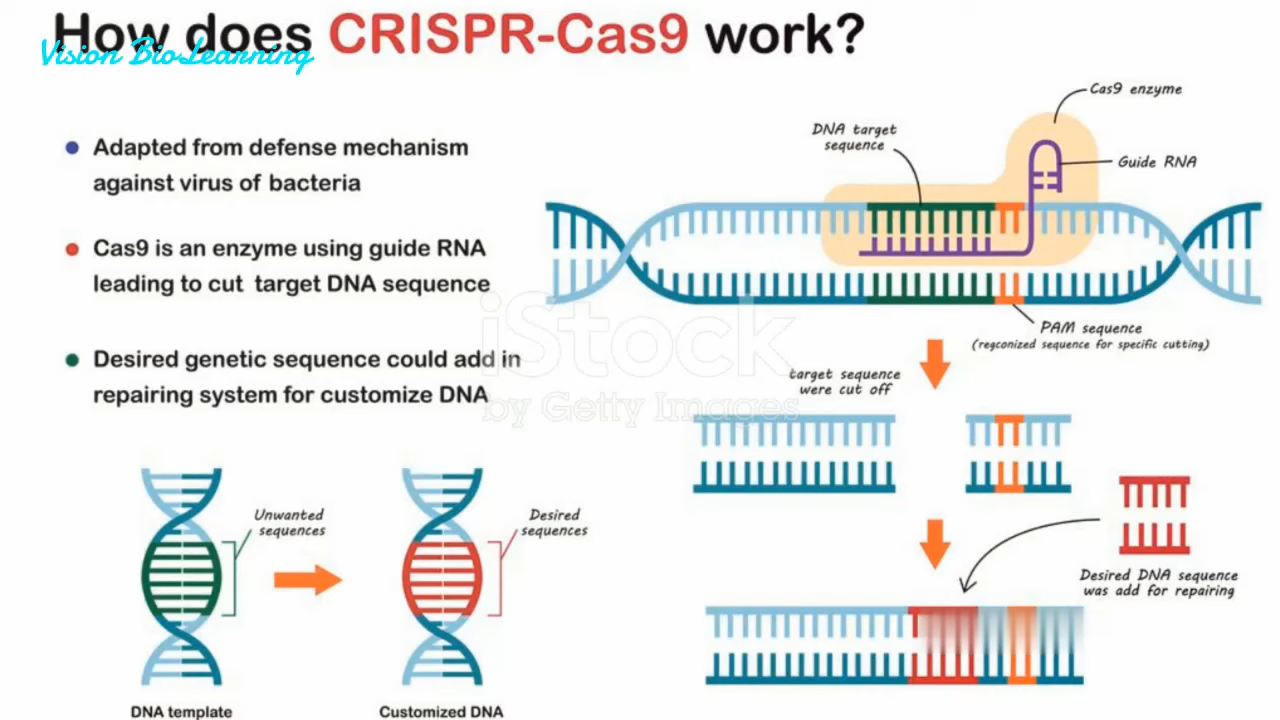 How does CRISPR-Cas9 work?
Vision BioLearning
Adapted from defense mechanism
against virus of bacteria
Cas9 is an enzyme using guide RNA
leading to cut target DNA sequence
Desired genetic sequence could add in
repairing system for customize DNA
Cas9 enzyme
DNA target
sequence
Guide RNA
PAM sequence
(regconized sequence for specific cutting)
iStock
by Getty Images
target sequence
were cut off
Unwanted
sequences
Desired
sequences
Desired DNA sequence
was add for repairing
DNA template
Customized DNA